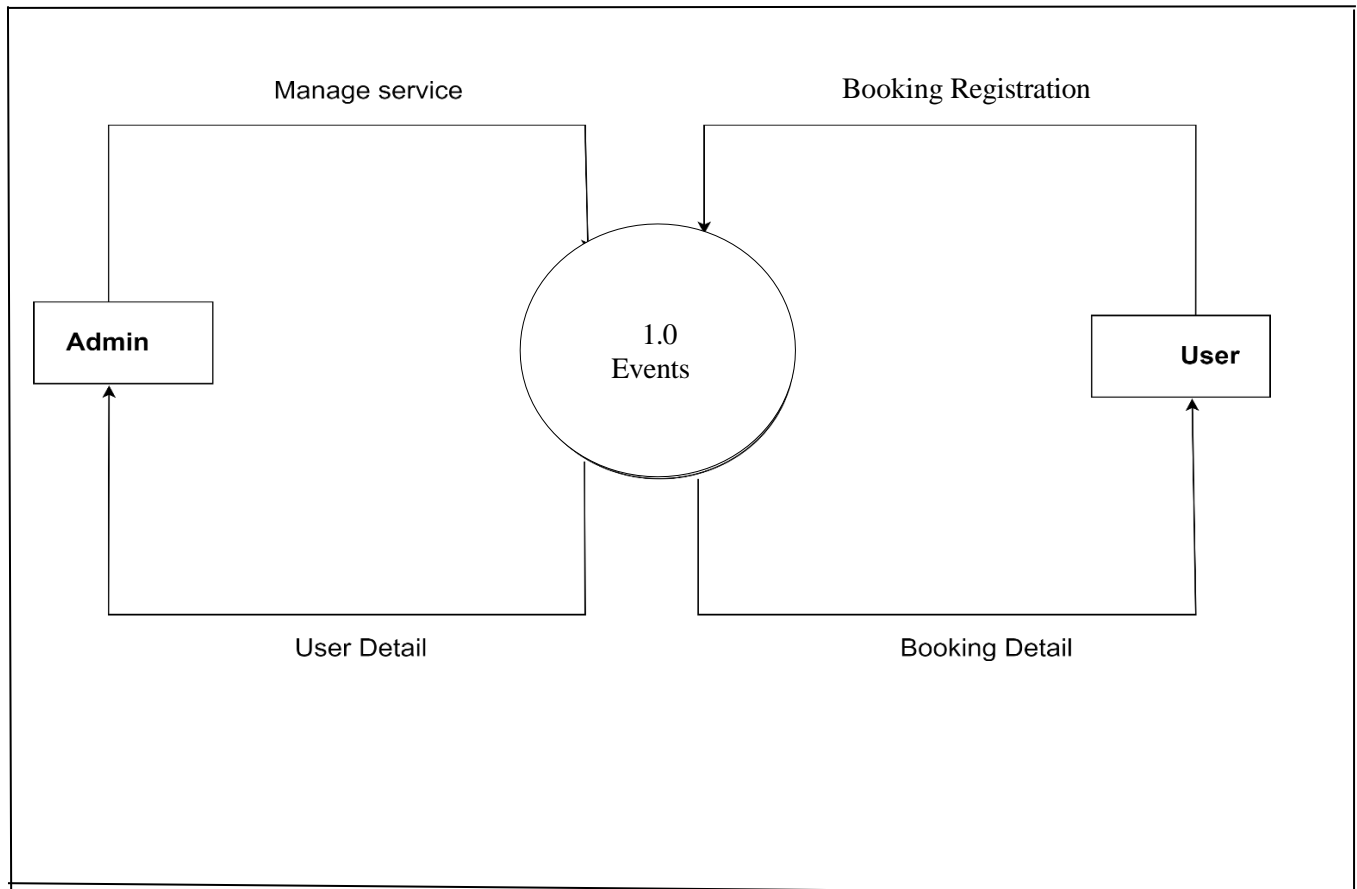 Manage service
Booking Registration
Admin
1.0
Events
User
User Detail
Booking Detail